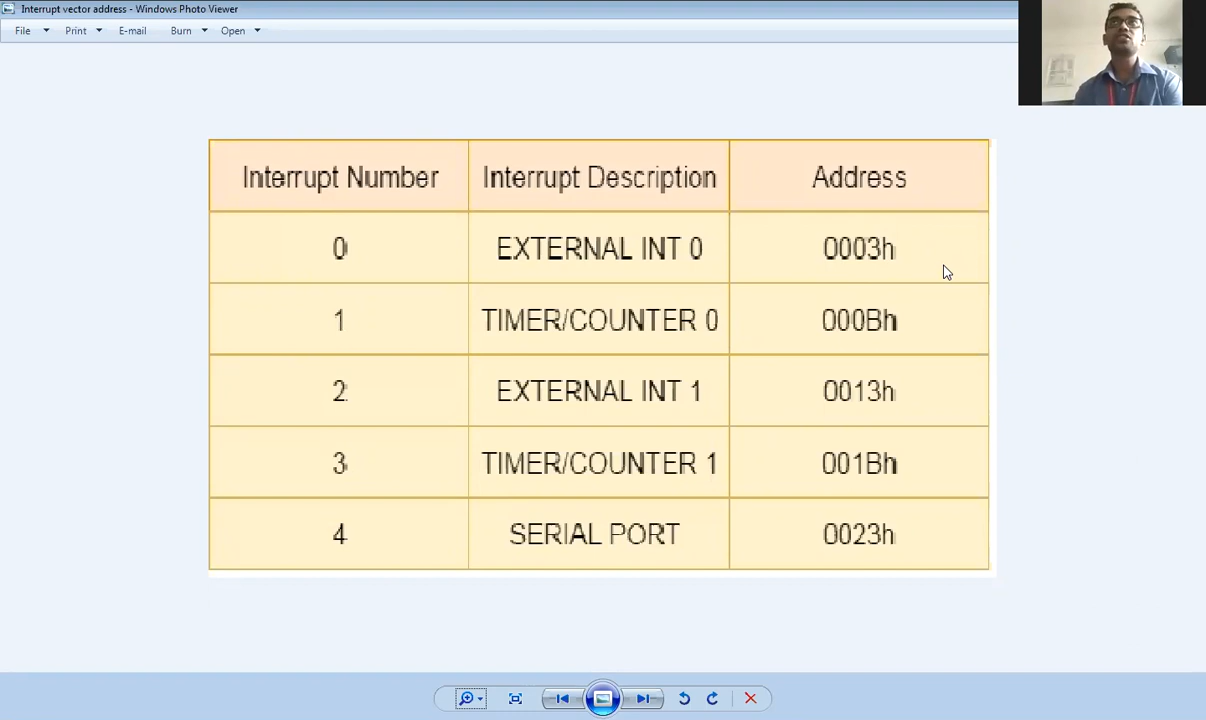 Interrupt vector address - Windows Photo Viewer
File Print E-mail Burn Open
Interrupt Number Interrupt Description Address
0 EXTERNAL INT 0 0003h
1 TIMER/COUNTER 0 000Bh
2 EXTERNAL INT 1 0013h
3 TIMER/COUNTER 1 001Bh
4 SERIAL PORT 0023h